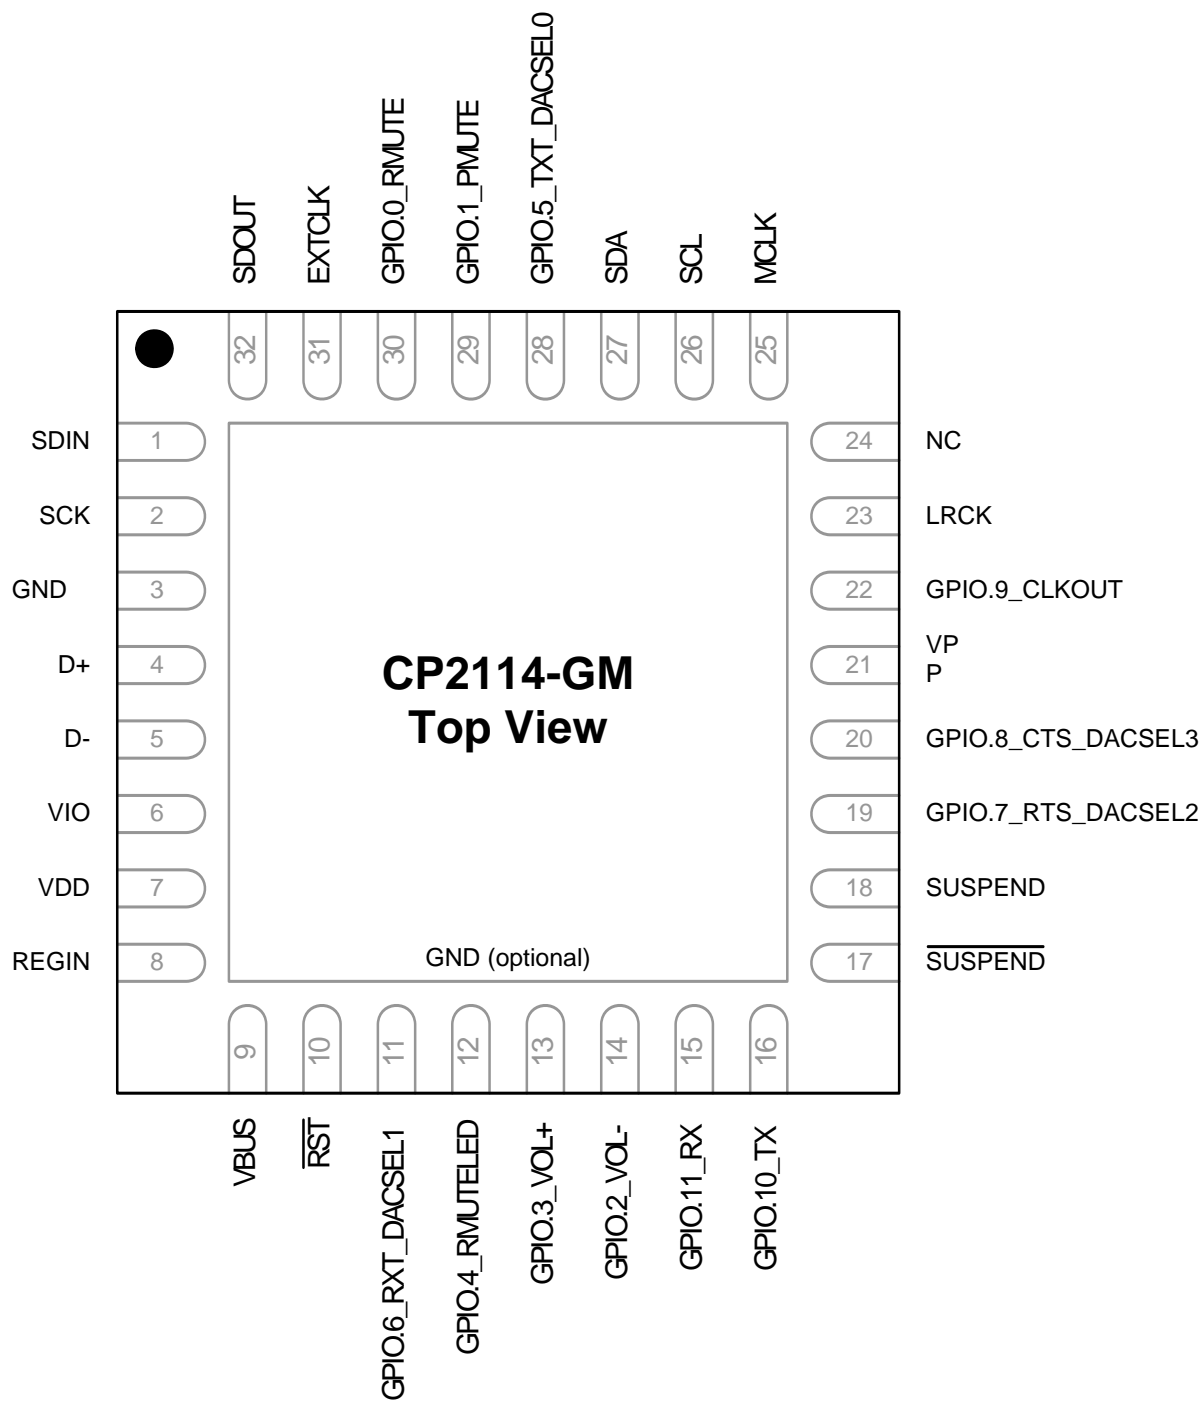 SDOUT
EXTCLK
GPIO.0_RMUTE
GPIO.1_PMUTE
GPIO.5_TXT_DACSEL0
SDA
SCL
MCLK
32
31
30
29
28
27
26
25
SDIN 1
SCK 2
GND 3
D+ 4
D- 5
VIO 6
VDD 7
REGIN 8
CP2114-GM
Top View
GND (optional)
24 NC
23 LRCK
22 GPIO.9_CLKOUT
21 VP
P
20 GPIO.8_CTS_DACSEL3
19 GPIO.7_RTS_DACSEL2
18 SUSPEND
17 SUSPEND
9
10
11
12
13
14
15
16
VBUS
RST
GPIO.6_RXT_DACSEL1
GPIO.4_RMUTELED
GPIO.3_VOL+
GPIO.2_VOL-
GPIO.11_RX
GPIO.10_TX